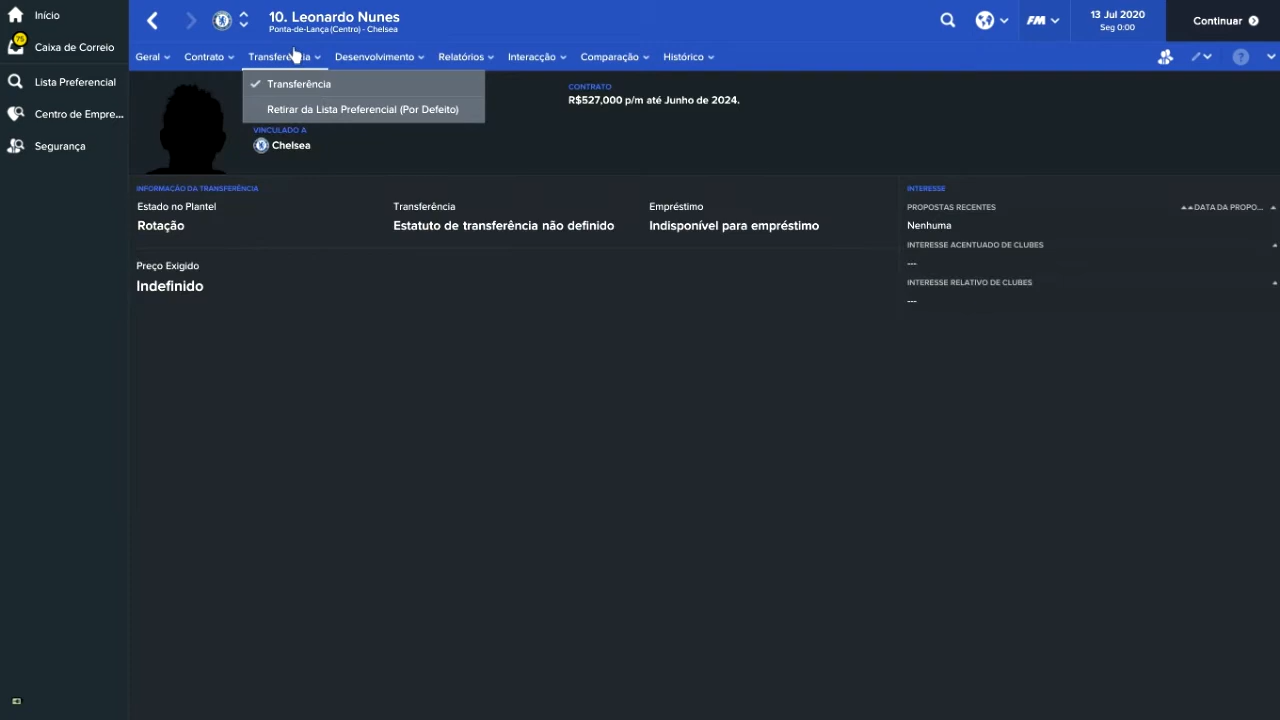 Início
75
Caixa de Correio
Lista Preferencial
Centro de Empre...
Segurança
10. Leonardo Nunes
Ponta-de-Lança (Centro) - Chelsea
FM
13 Jul 2020
Seg 0:00
Continuar
Geral
Contrato
Transferência
Desenvolvimento
Relatórios
Interacção
Comparação
Histórico
?
Transferência
Retirar da Lista Preferencial (Por Defeito)
VINCULADO A
Chelsea
CONTRATO
R$527,000 p/m até Junho de 2024.
INFORMAÇÃO DA TRANSFERÊNCIA
Estado no Plantel
Rotação
Transferência
Estatuto de transferência não definido
Empréstimo
Indisponível para empréstimo
Preço Exigido
Indefinido
INTERESSE
PROPOSTAS RECENTES
DATA DA PROPO...
Nenhuma
INTERESSE ACENTUADO DE CLUBES
---
INTERESSE RELATIVO DE CLUBES
---